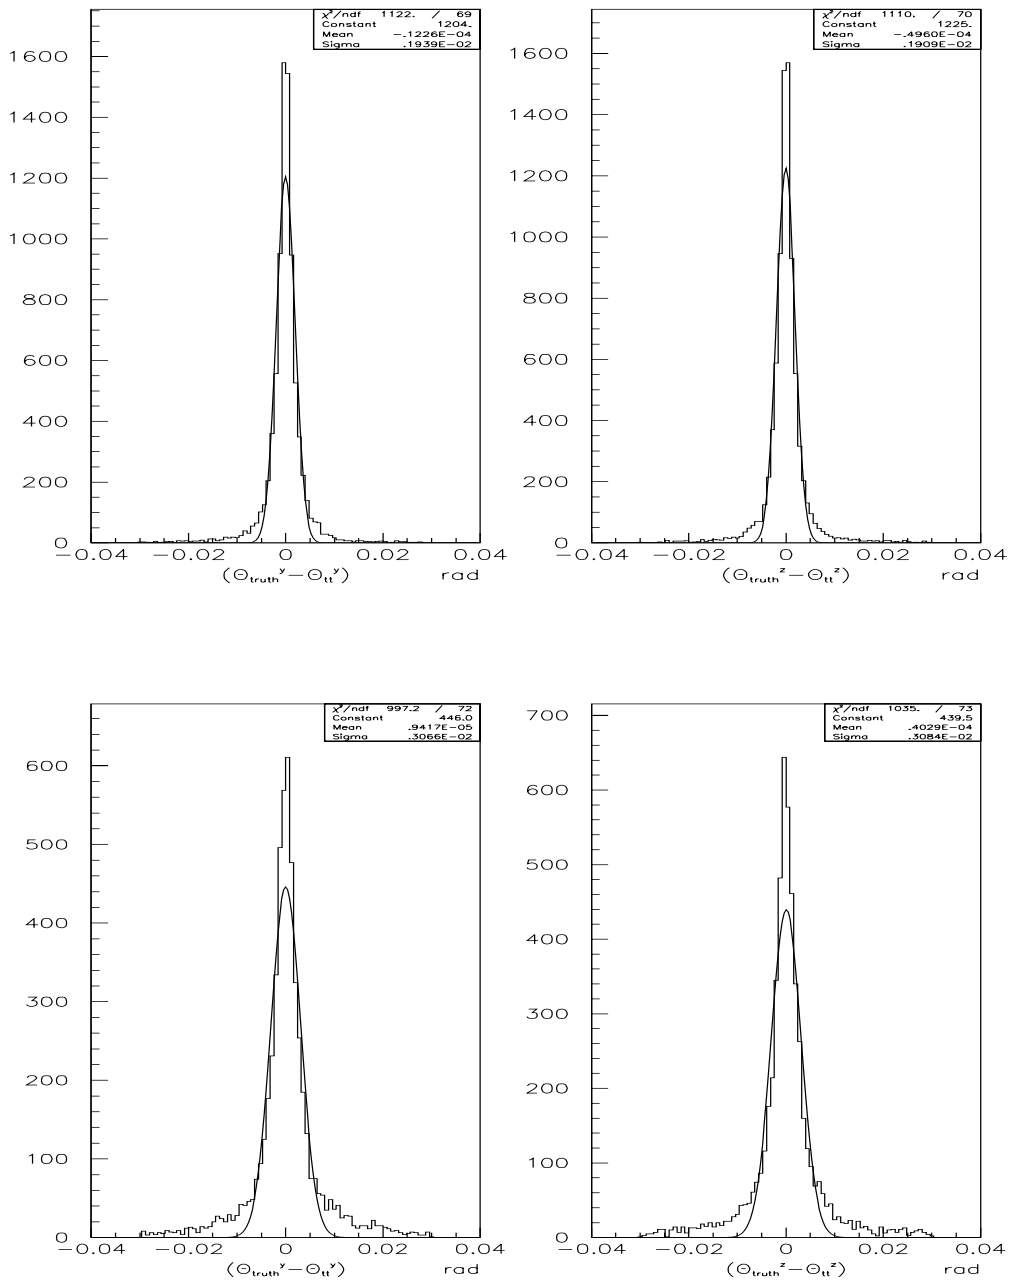 χ²/ndf 1122. / 69
Constant 1204.
Mean -.1226E-04
Sigma .1939E-02
1600
1400
1200
1000
800
600
400
200
0
-0.04 -0.02 0 0.02 0.04
(Θtruthʸ-Θttʸ) rad
χ²/ndf 1110. / 70
Constant 1225.
Mean -.4960E-04
Sigma .1909E-02
1600
1400
1200
1000
800
600
400
200
0
-0.04 -0.02 0 0.02 0.04
(Θtruthᶻ-Θttᶻ) rad
χ²/ndf 997.2 / 72
Constant 446.0
Mean .9417E-05
Sigma .3066E-02
600
500
400
300
200
100
0
-0.04 -0.02 0 0.02 0.04
(Θtruthʸ-Θttʸ) rad
χ²/ndf 1035. / 73
Constant 439.5
Mean .4029E-04
Sigma .3084E-02
700
600
500
400
300
200
100
0
-0.04 -0.02 0 0.02 0.04
(Θtruthᶻ-Θttᶻ) rad